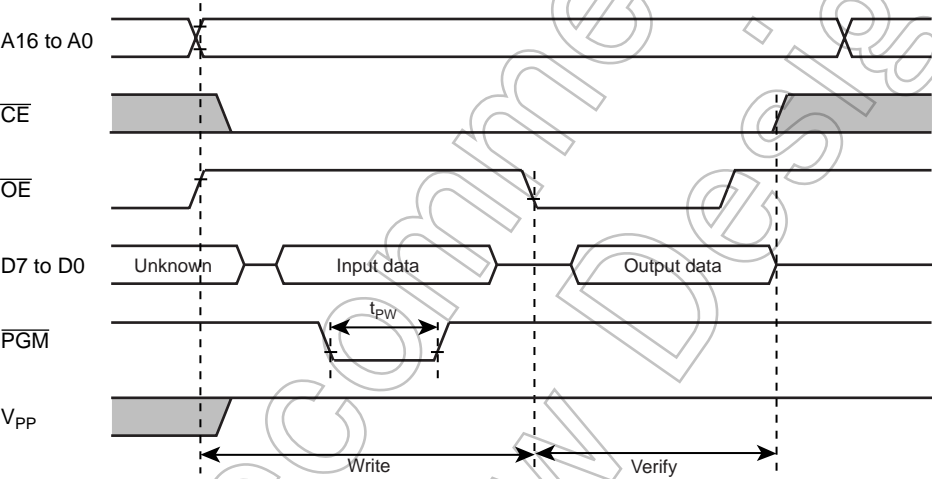 A16 to A0
CE
OE
D7 to D0 Unknown Input data Output data
tPW
PGM
VPP
Write Verify